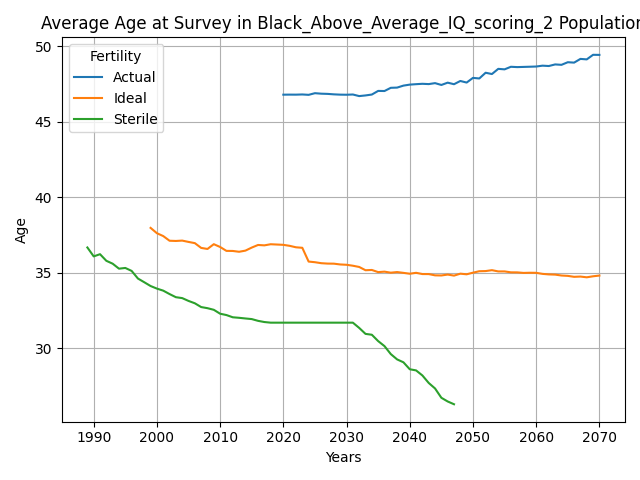 Average Age at Survey in Black_Above_Average_IQ_scoring_2 Population
Fertility
Actual
Ideal
Sterile
50
45
40
35
30
Age
1990
2000
2010
2020
2030
2040
2050
2060
2070
Years